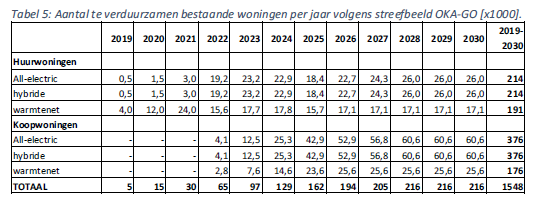 Tabel 5: Aantal te verduurzamen bestaande woningen per jaar volgens streefbeeld OKA-GO [x1000].
2019 2020 2021 2022 2023 2024 2025 2026 2027 2028 2029 2030 2019-2030
Huurwoningen
All-electric 0,5 1,5 3,0 19,2 23,2 22,9 18,4 22,7 24,3 26,0 26,0 26,0 214
hybride 0,5 1,5 3,0 19,2 23,2 22,9 18,4 22,7 24,3 26,0 26,0 26,0 214
warmtenet 4,0 12,0 24,0 15,6 17,7 17,8 15,7 17,1 17,1 17,1 17,1 17,1 191
Koopwoningen
All-electric - - - 4,1 12,5 25,3 42,9 52,9 56,8 60,6 60,6 60,6 376
hybride - - - 4,1 12,5 25,3 42,9 52,9 56,8 60,6 60,6 60,6 376
warmtenet - - - 2,8 7,6 14,6 23,6 25,6 25,6 25,6 25,6 25,6 176
TOTAAL 5 15 30 65 97 129 162 194 205 216 216 216 1548